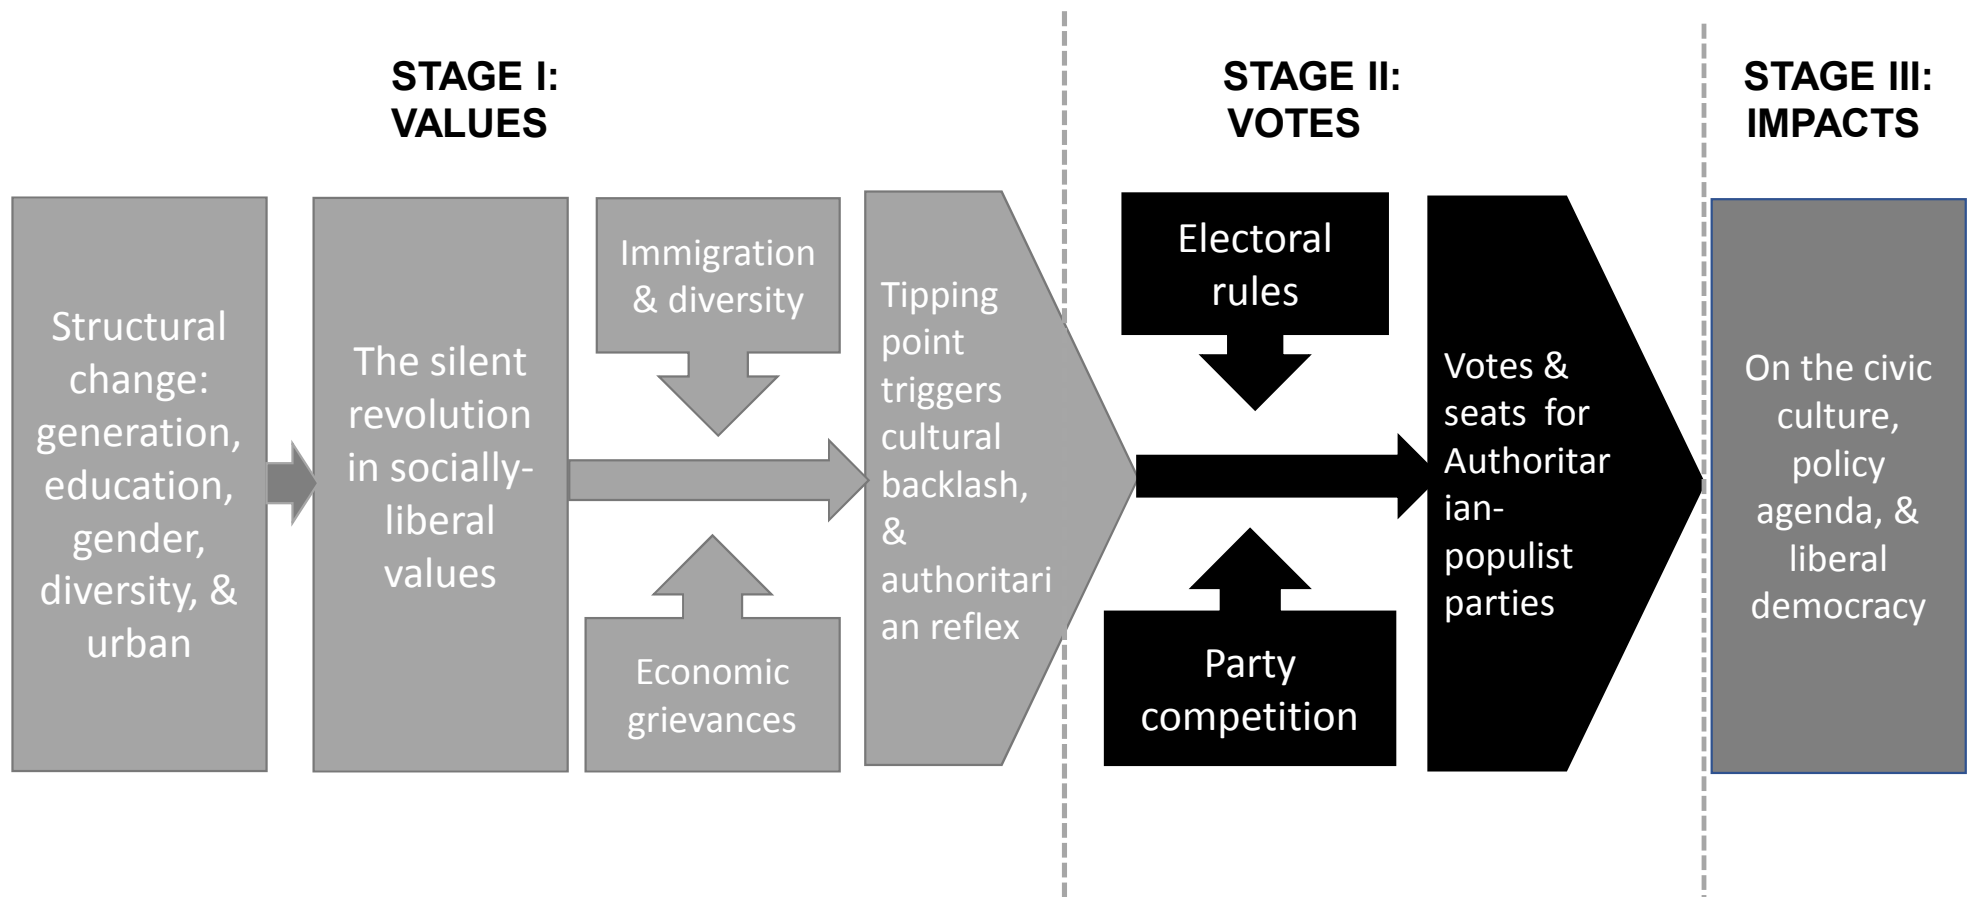 STAGE I:
VALUES
STAGE II:
VOTES
STAGE III:
IMPACTS
Structural
change:
generation,
education,
gender,
diversity, &
urban
The silent
revolution
in socially-
liberal
values
Immigration
& diversity
Economic
grievances
Tipping
point
triggers
cultural
backlash,
&
authoritari
an reflex
Electoral
rules
Party
competition
Votes &
seats for
Authoritar
ian-
populist
parties
On the civic
culture,
policy
agenda, &
liberal
democracy